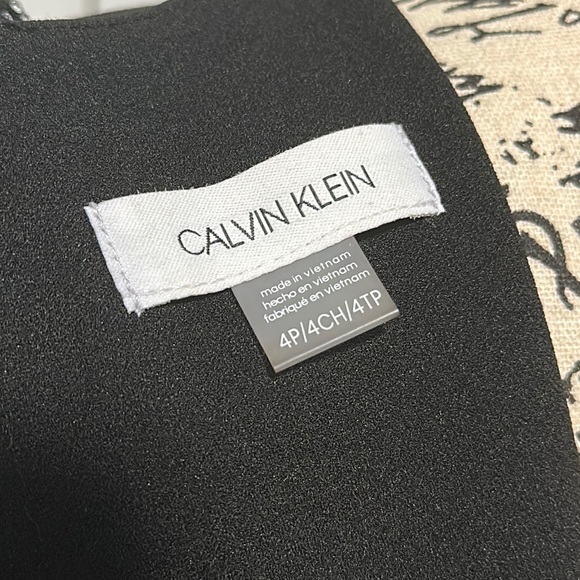 CALVIN KLEIN
made in vietnam
hecho en vietnam
fabriqué en vietnam
4P/4CH/4TP